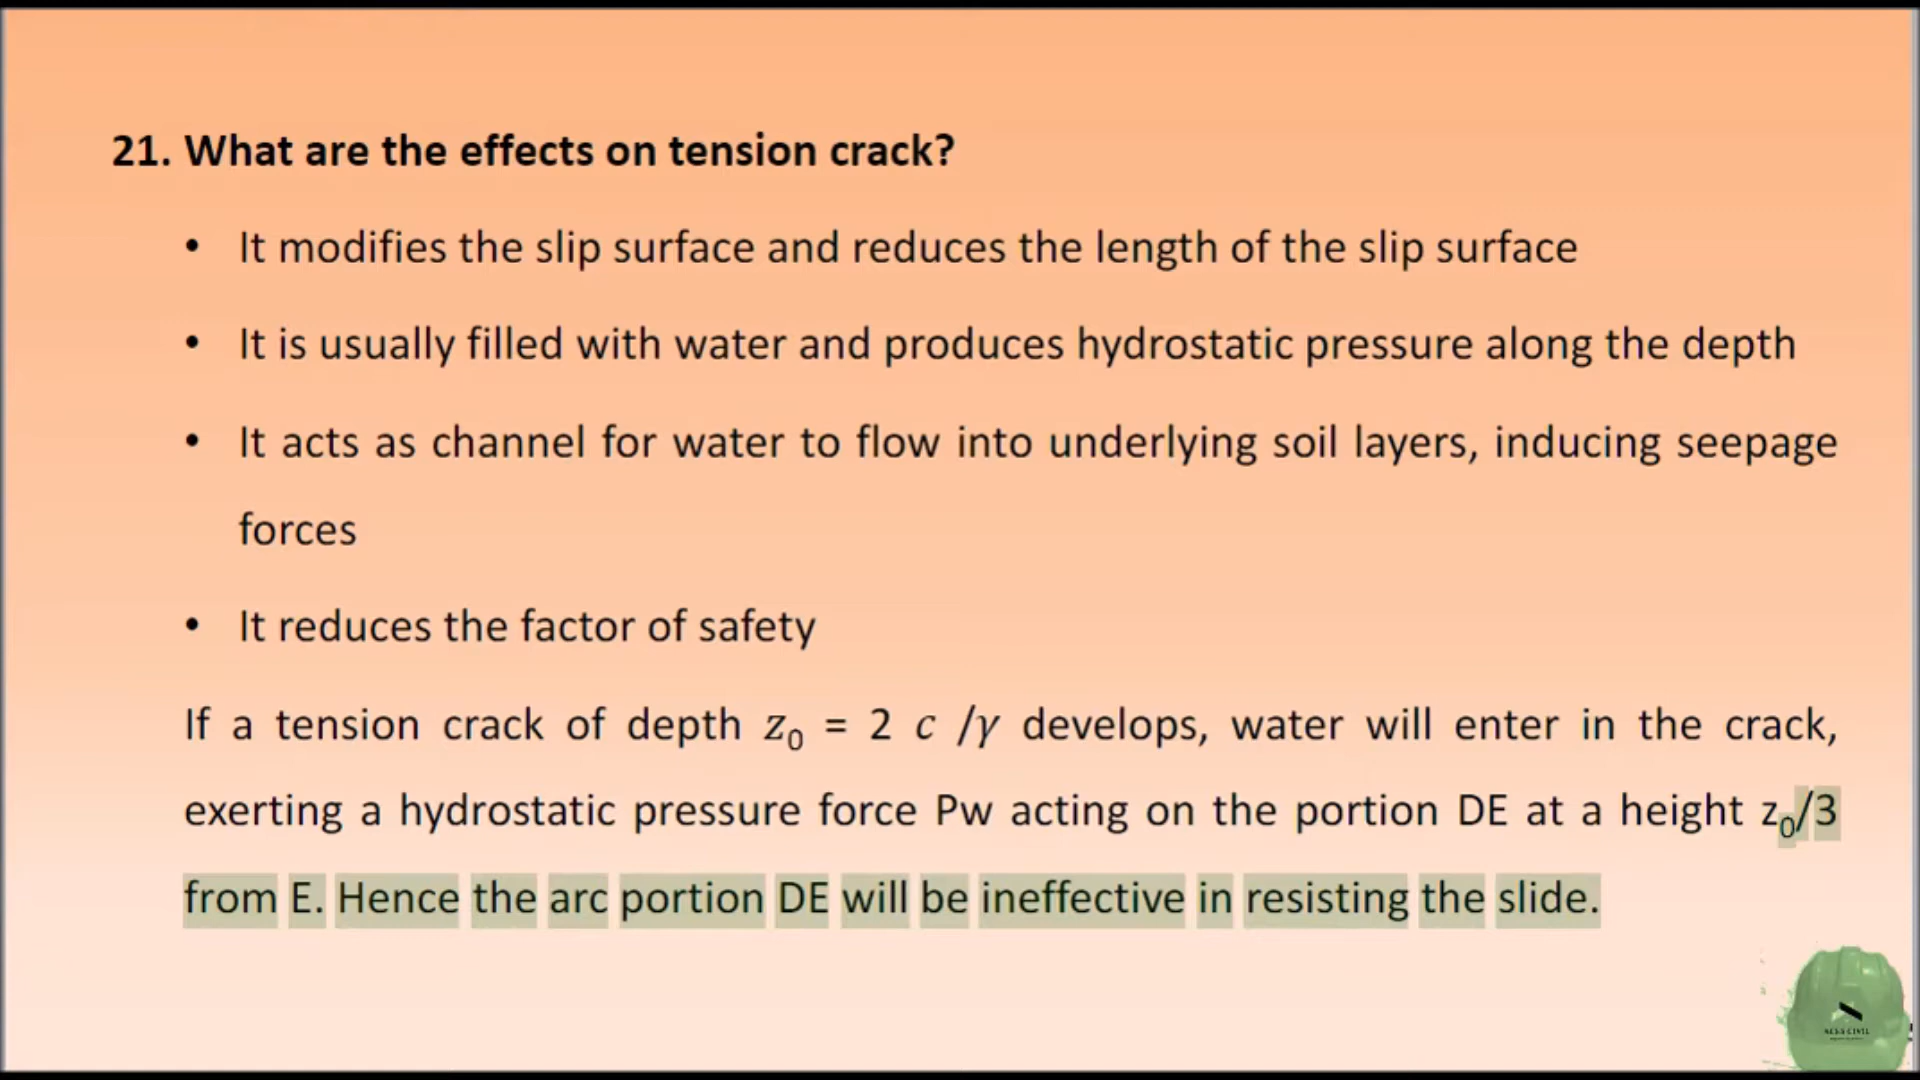 21. What are the effects on tension crack?
• It modifies the slip surface and reduces the length of the slip surface
• It is usually filled with water and produces hydrostatic pressure along the depth
• It acts as channel for water to flow into underlying soil layers, inducing seepage
forces
• It reduces the factor of safety
If a tension crack of depth z₀ = 2 c /γ develops, water will enter in the crack,
exerting a hydrostatic pressure force Pw acting on the portion DE at a height z₀/3
from E. Hence the arc portion DE will be ineffective in resisting the slide.